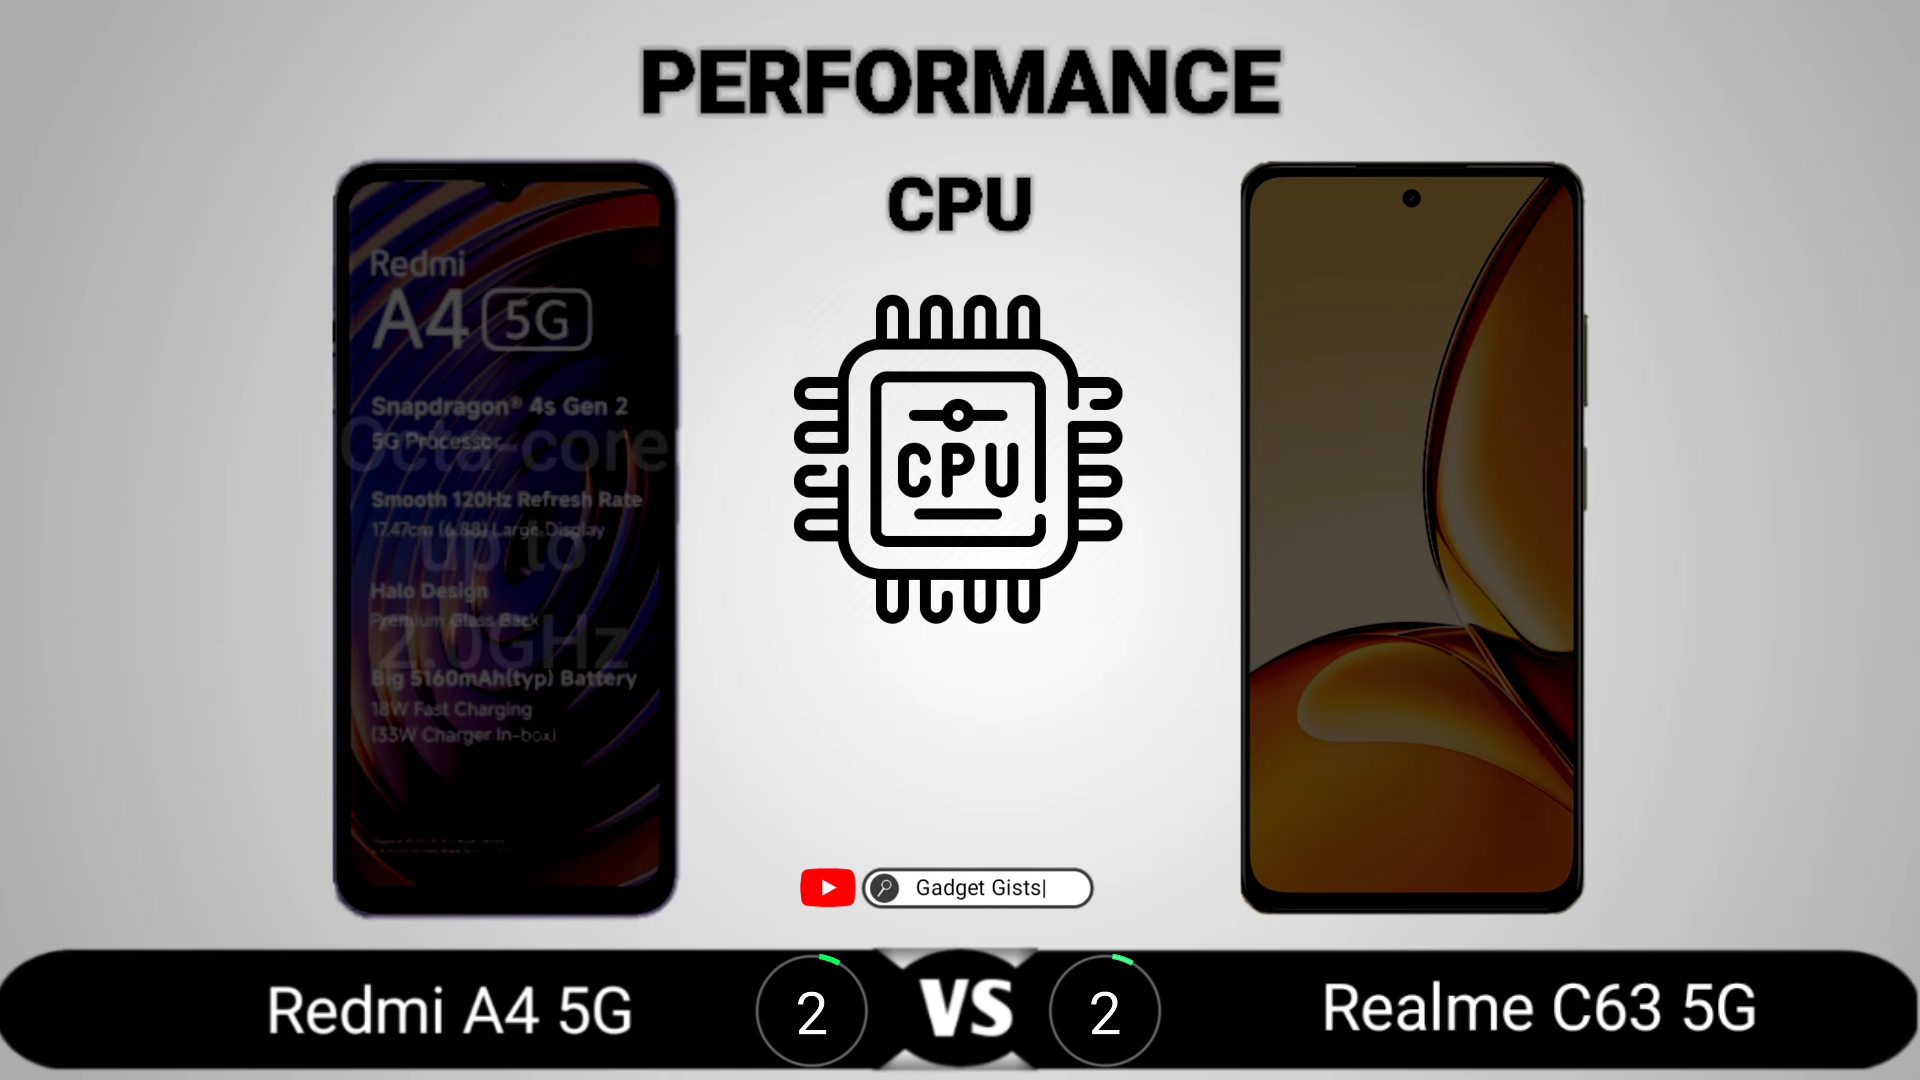 PERFORMANCE
CPU
Redmi
A4 5G
Snapdragon® 4s Gen 2
5G Processor
Octa-core
Smooth 120Hz Refresh Rate
17.47cm (6.88) Large Display
up to
Halo Design
Premium Glass Back
2.0GHz
Big 5160mAh(typ) Battery
18W Fast Charging
(33W Charger In-box)
CPU
Gadget Gists|
Redmi A4 5G
2
VS
2
Realme C63 5G